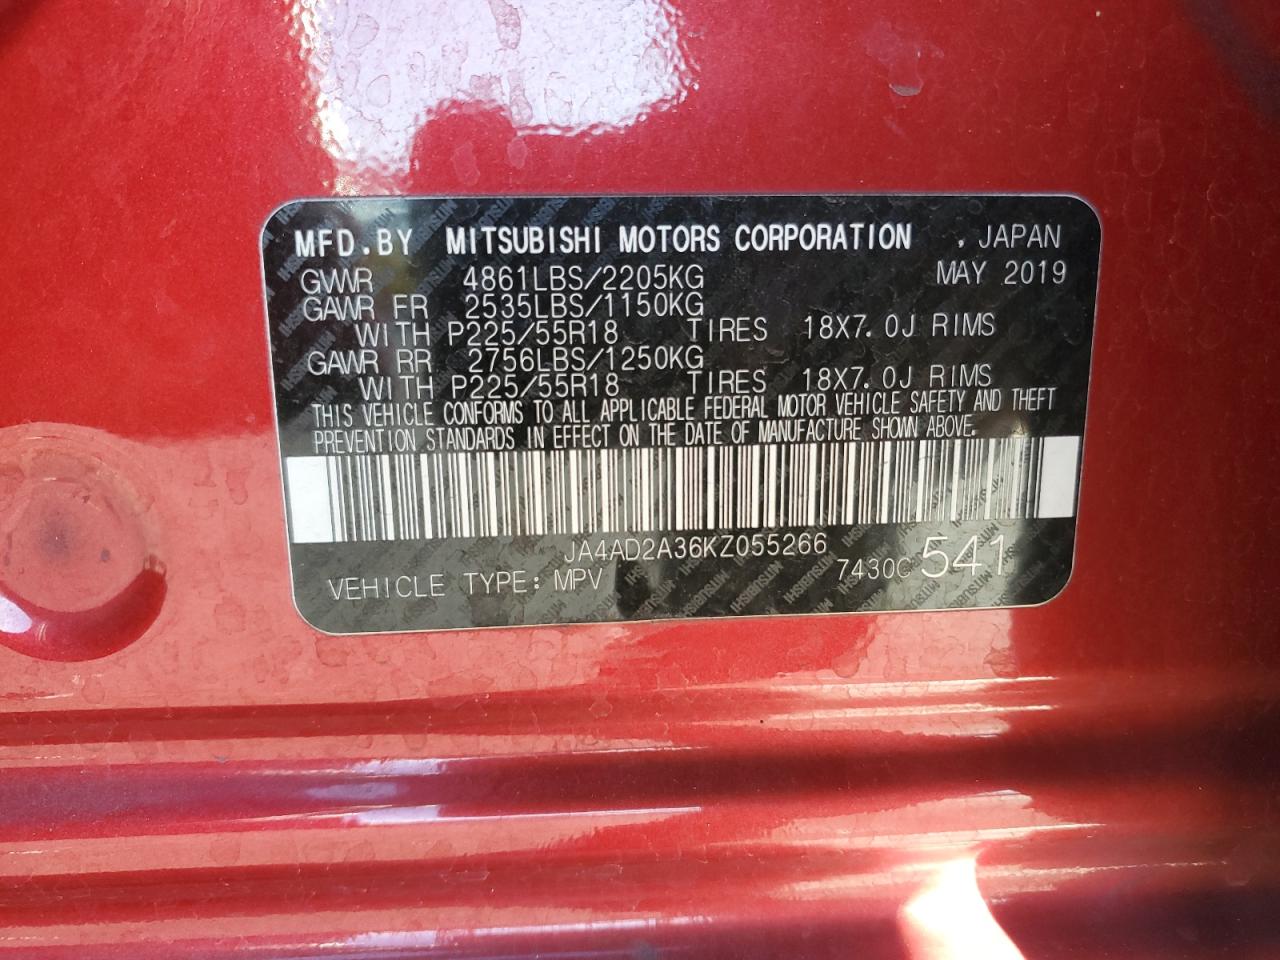 MFD.BY MITSUBISHI MOTORS CORPORATION , JAPAN
GVWR 4861LBS/2205KG MAY 2019
GAWR FR 2535LBS/1150KG
WITH P225/55R18 TIRES 18X7.0J RIMS
GAWR RR 2756LBS/1250KG
WITH P225/55R18 TIRES 18X7.0J RIMS
THIS VEHICLE CONFORMS TO ALL APPLICABLE FEDERAL MOTOR VEHICLE SAFETY AND THEFT
PREVENTION STANDARDS IN EFFECT ON THE DATE OF MANUFACTURE SHOWN ABOVE.
JA4AD2A36KZ055266
VEHICLE TYPE: MPV 7430C 541